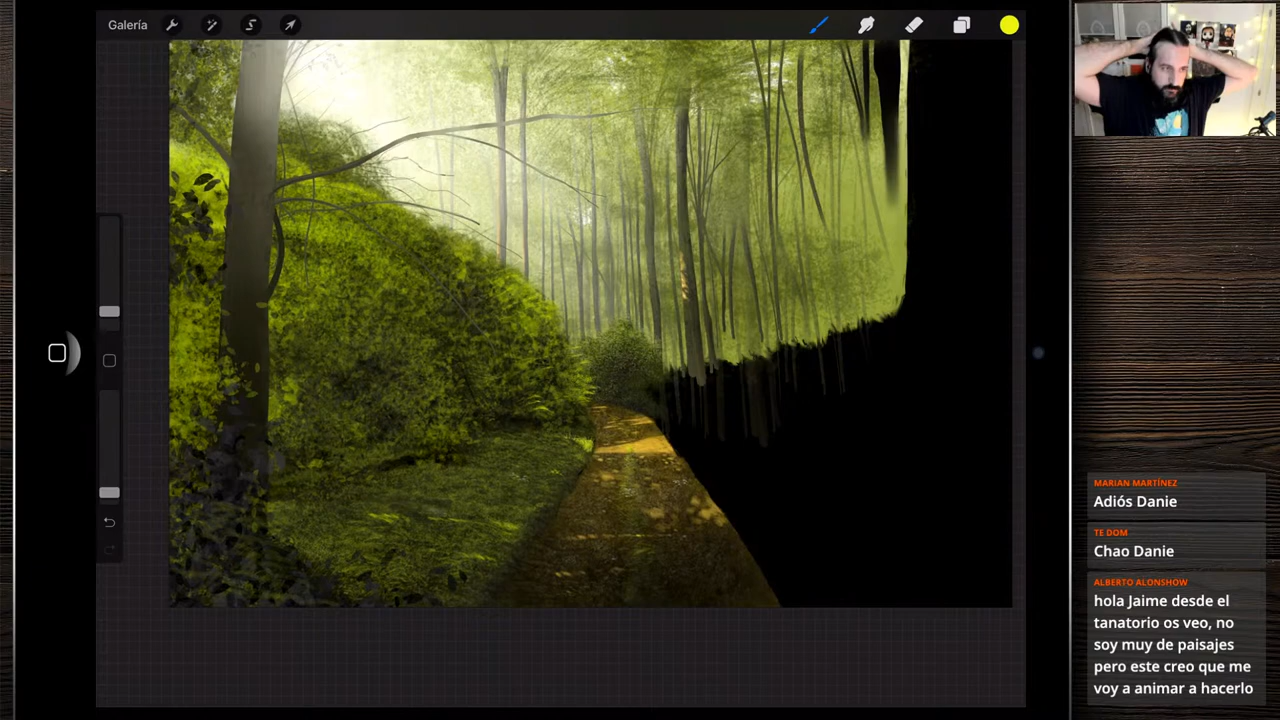 Galería
MARIAN MARTÍNEZ
Adiós Danie
TE DOM
Chao Danie
ALBERTO ALONSHOW
hola Jaime desde el
tanatorio os veo, no
soy muy de paisajes
pero este creo que me
voy a animar a hacerlo